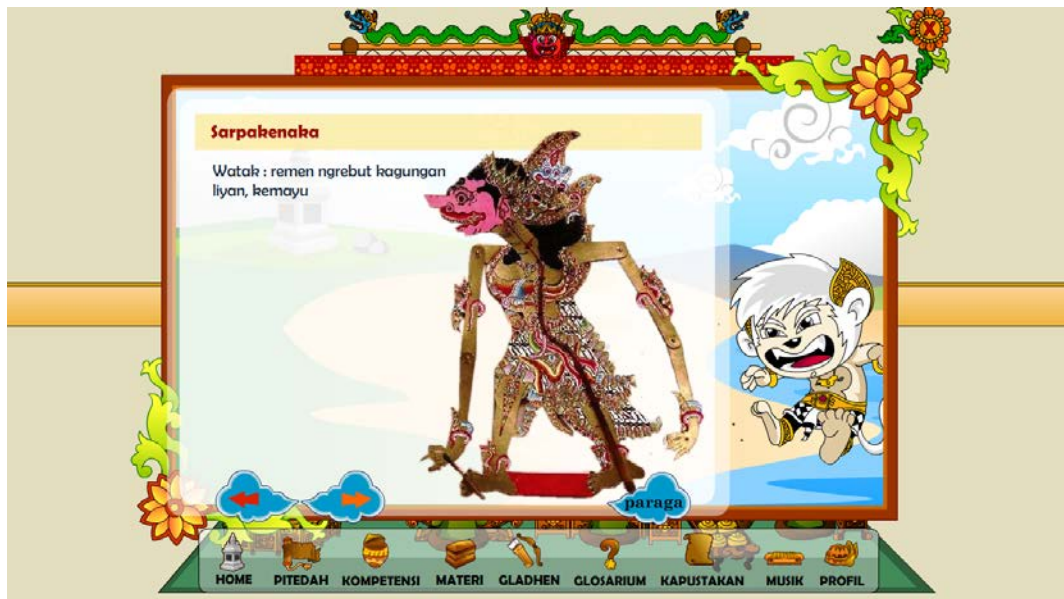 X
Sarpakenaka
Watak : remen ngrebut kagungan
liyan, kemayu
paraga
HOME PITEDAH KOMPETENSI MATERI GLADHEN GLOSARIUM KAPUSTAKAN MUSIK PROFIL